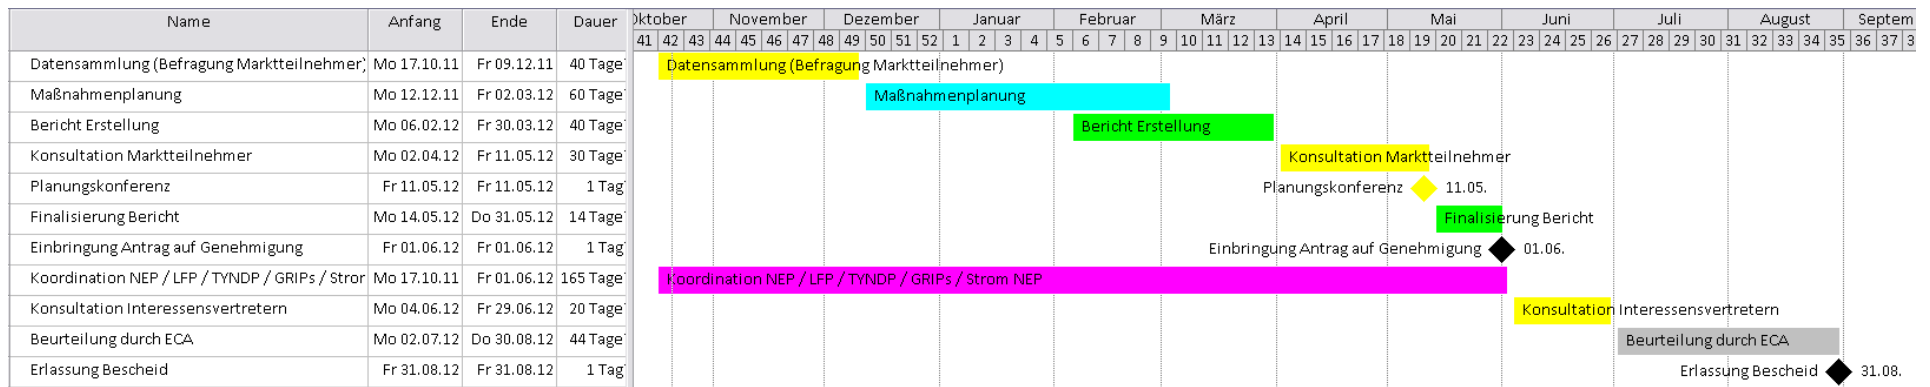 Name Anfang Ende Dauer Oktober November Dezember Januar Februar März April Mai Juni Juli August Septem
41 42 43 44 45 46 47 48 49 50 51 52 1 2 3 4 5 6 7 8 9 10 11 12 13 14 15 16 17 18 19 20 21 22 23 24 25 26 27 28 29 30 31 32 33 34 35 36 37 3
Datensammlung (Befragung Marktteilnehmer) Mo 17.10.11 Fr 09.12.11 40 Tage Datensammlung (Befragung Marktteilnehmer)
Maßnahmenplanung Mo 12.12.11 Fr 02.03.12 60 Tage Maßnahmenplanung
Bericht Erstellung Mo 06.02.12 Fr 30.03.12 40 Tage Bericht Erstellung
Konsultation Marktteilnehmer Mo 02.04.12 Fr 11.05.12 30 Tage Konsultation Marktteilnehmer
Planungskonferenz Fr 11.05.12 Fr 11.05.12 1 Tag Planungskonferenz 11.05.
Finalisierung Bericht Mo 14.05.12 Do 31.05.12 14 Tage Finalisierung Bericht
Einbringung Antrag auf Genehmigung Fr 01.06.12 Fr 01.06.12 1 Tag Einbringung Antrag auf Genehmigung 01.06.
Koordination NEP / LFP / TYNDP / GRIPs / Stror Mo 17.10.11 Fr 01.06.12 165 Tage Koordination NEP / LFP / TYNDP / GRIPs / Strom NEP
Konsultation Interessensvertretern Mo 04.06.12 Fr 29.06.12 20 Tage Konsultation Interessensvertretern
Beurteilung durch ECA Mo 02.07.12 Do 30.08.12 44 Tage Beurteilung durch ECA
Erlassung Bescheid Fr 31.08.12 Fr 31.08.12 1 Tag Erlassung Bescheid 31.08.